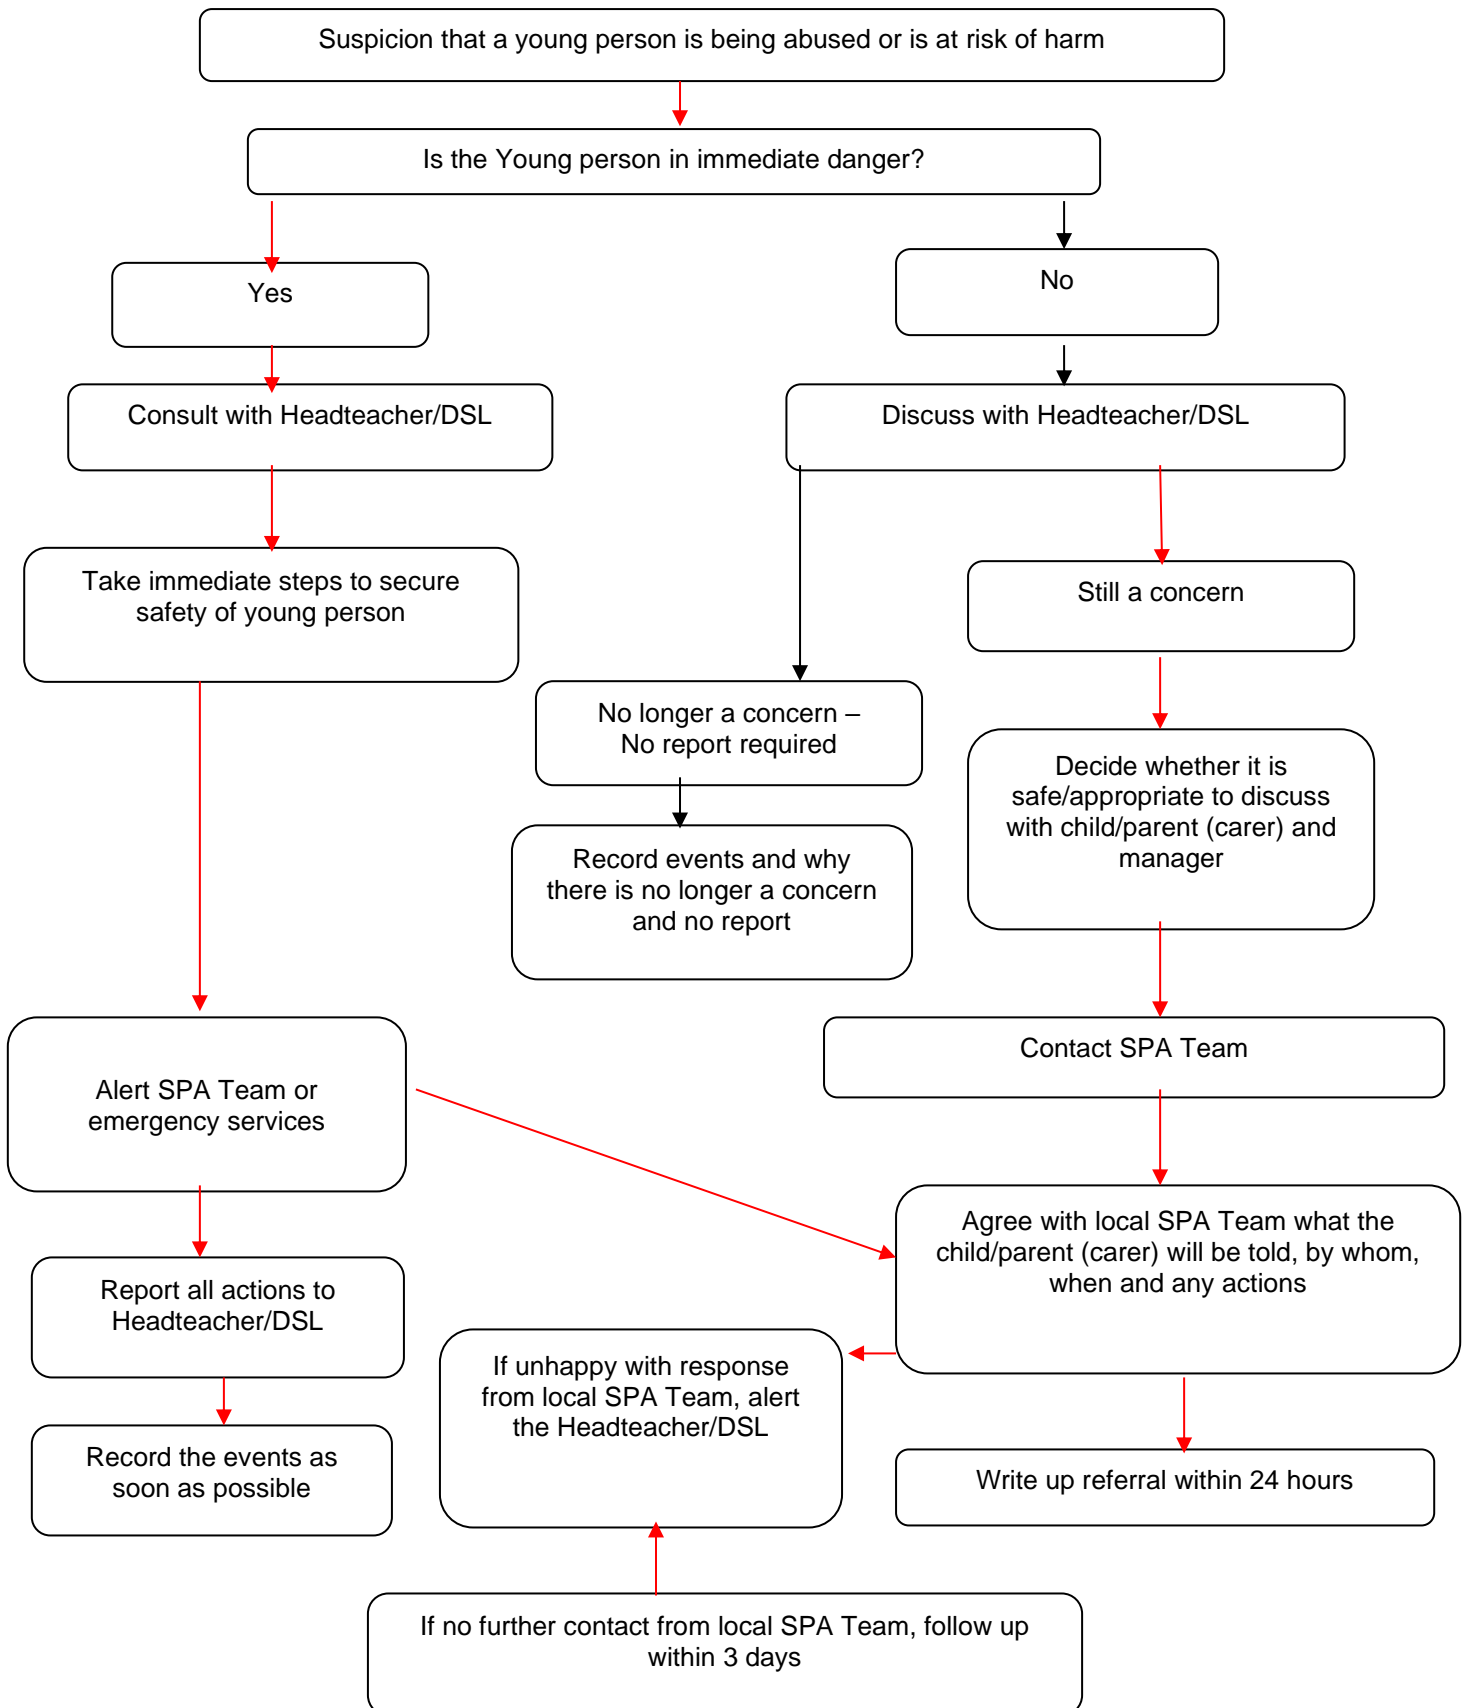 Suspicion that a young person is being abused or is at risk of harm
Is the Young person in immediate danger?
Yes
No
Consult with Headteacher/DSL
Discuss with Headteacher/DSL
Take immediate steps to secure
safety of young person
Still a concern
No longer a concern –
No report required
Decide whether it is
safe/appropriate to discuss
with child/parent (carer) and
manager
Record events and why
there is no longer a concern
and no report
Contact SPA Team
Alert SPA Team or
emergency services
Agree with local SPA Team what the
child/parent (carer) will be told, by whom,
when and any actions
Report all actions to
Headteacher/DSL
If unhappy with response
from local SPA Team, alert
the Headteacher/DSL
Record the events as
soon as possible
Write up referral within 24 hours
If no further contact from local SPA Team, follow up
within 3 days